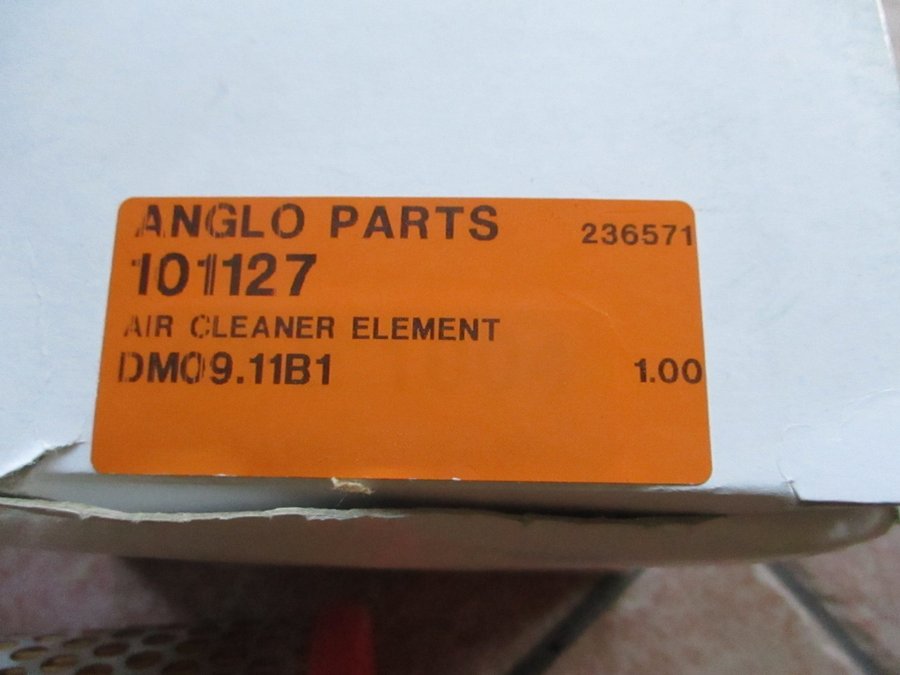 ANGLO PARTS 236571
101127
AIR CLEANER ELEMENT
DM09.11B1 1.00